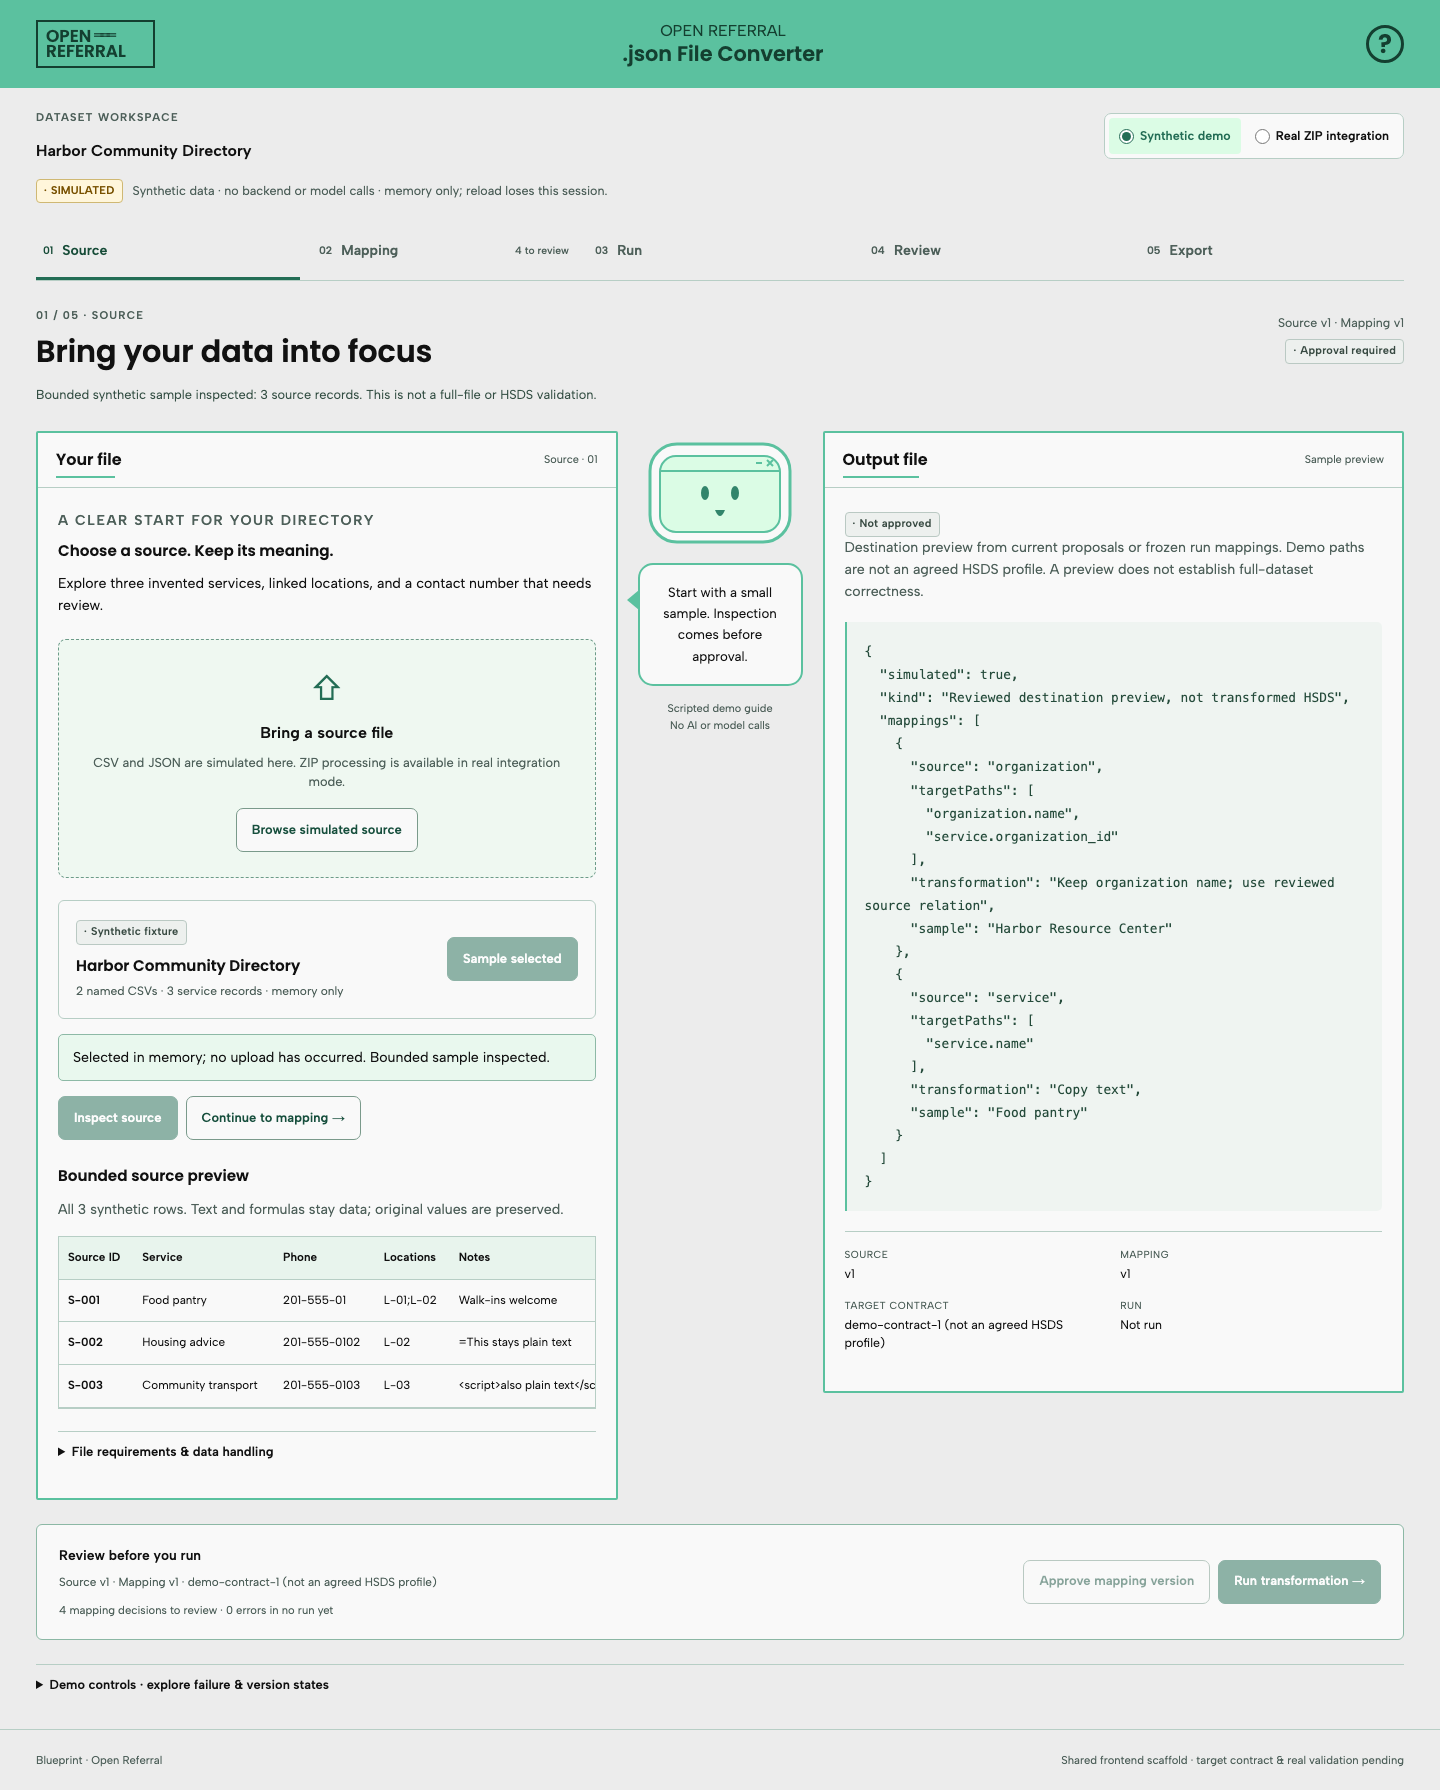 OPEN
REFERRAL
OPEN REFERRAL
.json File Converter
?
DATASET WORKSPACE
Harbor Community Directory
Synthetic demo
Real ZIP integration
· SIMULATED
Synthetic data · no backend or model calls · memory only; reload loses this session.
01 Source
02 Mapping 4 to review
03 Run
04 Review
05 Export
01 / 05 · SOURCE
Bring your data into focus
Source v1 · Mapping v1
· Approval required
Bounded synthetic sample inspected: 3 source records. This is not a full-file or HSDS validation.
Your file
Source · 01
A CLEAR START FOR YOUR DIRECTORY
Choose a source. Keep its meaning.
Explore three invented services, linked locations, and a contact number that needs
review.
Bring a source file
CSV and JSON are simulated here. ZIP processing is available in real integration
mode.
Browse simulated source
· Synthetic fixture
Harbor Community Directory
2 named CSVs · 3 service records · memory only
Sample selected
Selected in memory; no upload has occurred. Bounded sample inspected.
Inspect source
Continue to mapping →
Bounded source preview
All 3 synthetic rows. Text and formulas stay data; original values are preserved.
Source ID Service Phone Locations Notes
S-001 Food pantry 201-555-01 L-01;L-02 Walk-ins welcome
S-002 Housing advice 201-555-0102 L-02 =This stays plain text
S-003 Community transport 201-555-0103 L-03 <script>also plain text</sc
File requirements & data handling
Start with a small
sample. Inspection
comes before
approval.
Scripted demo guide
No AI or model calls
Output file
Sample preview
· Not approved
Destination preview from current proposals or frozen run mappings. Demo paths
are not an agreed HSDS profile. A preview does not establish full-dataset
correctness.
{
"simulated": true,
"kind": "Reviewed destination preview, not transformed HSDS",
"mappings": [
{
"source": "organization",
"targetPaths": [
"organization.name",
"service.organization_id"
],
"transformation": "Keep organization name; use reviewed
source relation",
"sample": "Harbor Resource Center"
},
{
"source": "service",
"targetPaths": [
"service.name"
],
"transformation": "Copy text",
"sample": "Food pantry"
}
]
}
SOURCE
v1
MAPPING
v1
TARGET CONTRACT
demo-contract-1 (not an agreed HSDS
profile)
RUN
Not run
Review before you run
Source v1 · Mapping v1 · demo-contract-1 (not an agreed HSDS profile)
4 mapping decisions to review · 0 errors in no run yet
Approve mapping version
Run transformation →
Demo controls · explore failure & version states
Blueprint · Open Referral
Shared frontend scaffold · target contract & real validation pending